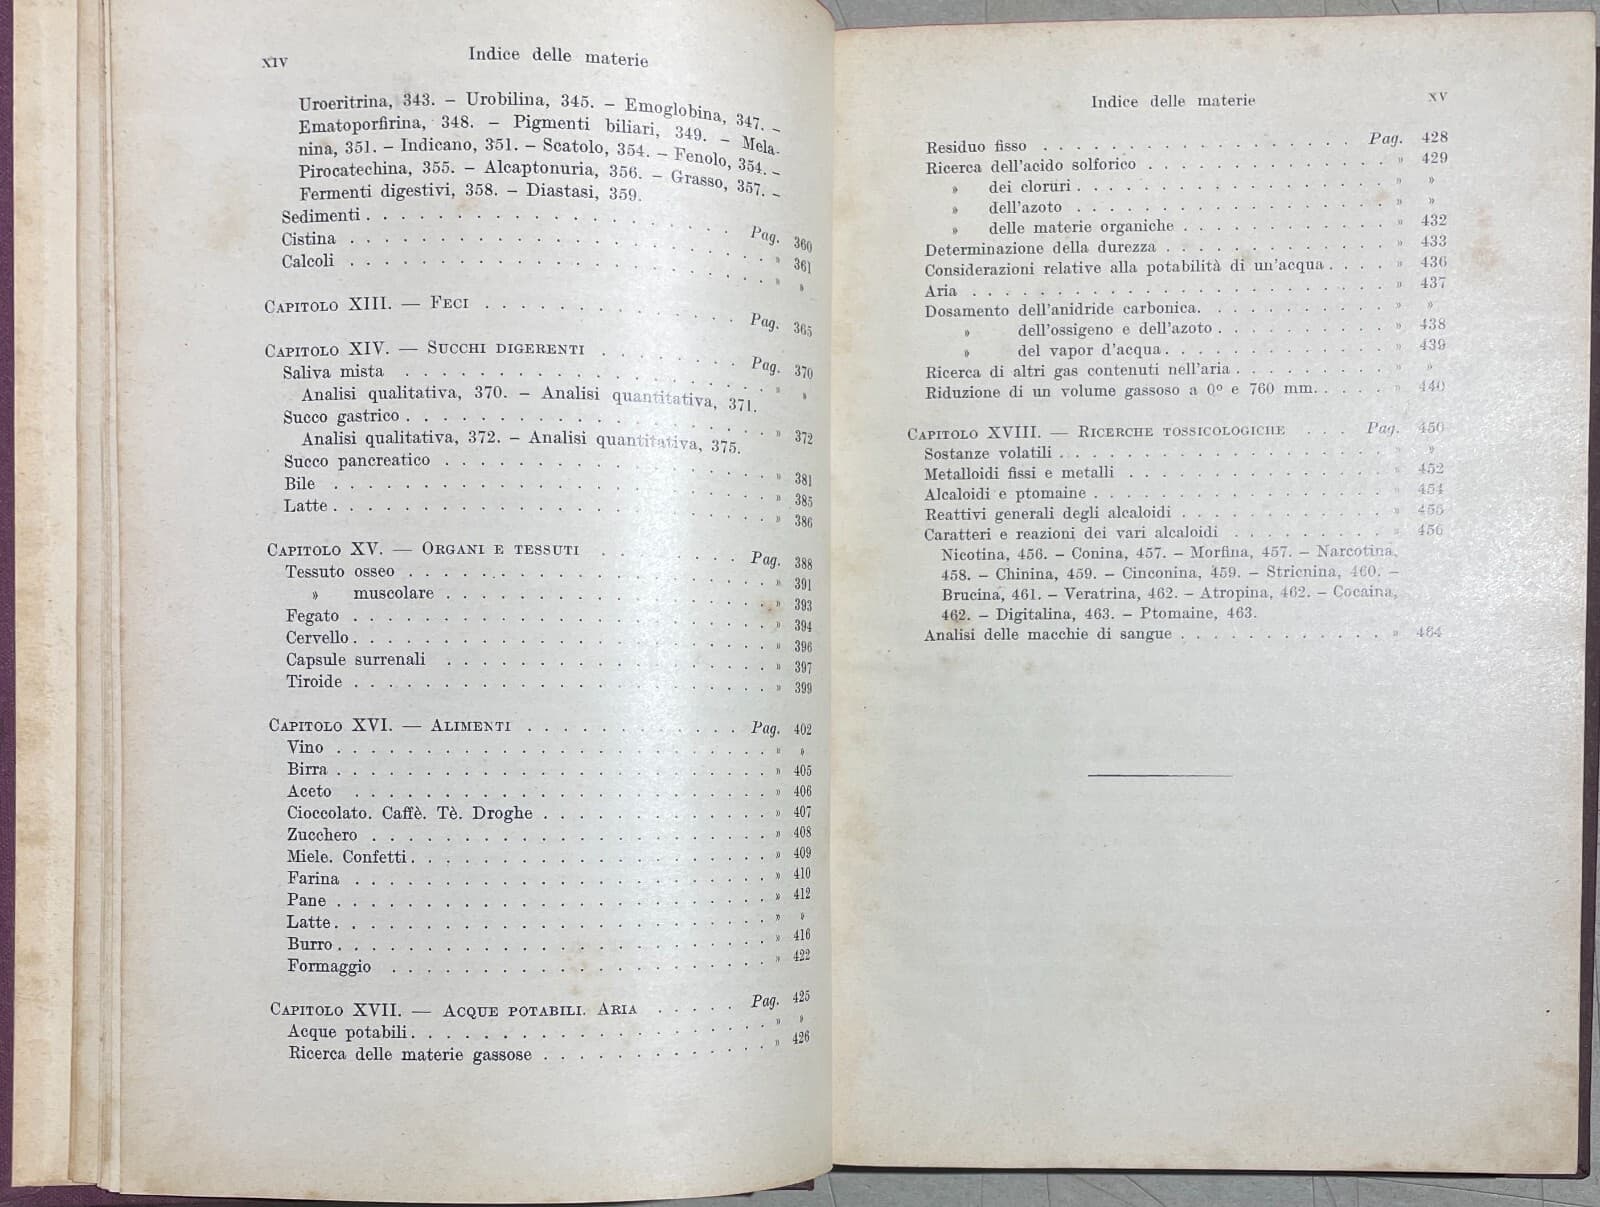 XIV
Indice delle materie
Uroeritrina, 343. – Urobilina, 345. – Emoglobina, 347. –
Ematoporfirina, 348. – Pigmenti biliari, 349. – Mela-
nina, 351. – Indicano, 351. – Scatolo, 354. – Fenolo, 354. –
Pirocatechina, 355. – Alcaptonuria, 356. – Grasso, 357. –
Fermenti digestivi, 358. – Diastasi, 359.
Sedimenti . . . . . . . . . . Pag. 360
Cistina . . . . . . . . . . » 361
Calcoli . . . . . . . . . . » »
CAPITOLO XIII. — FECI . . . . . . . . . . Pag. 365
CAPITOLO XIV. — SUCCHI DIGERENTI . . . . . . . . Pag. 370
Saliva mista . . . . . . . . . . » »
Analisi qualitativa, 370. – Analisi quantitativa, 371.
Succo gastrico . . . . . . . . . . » 372
Analisi qualitativa, 372. – Analisi quantitativa, 375.
Succo pancreatico . . . . . . . . . . » 381
Bile . . . . . . . . . . » 385
Latte . . . . . . . . . . » 386
CAPITOLO XV. — ORGANI E TESSUTI . . . . . . . . Pag. 388
Tessuto osseo . . . . . . . . . . » 391
» muscolare . . . . . . . . . . » 393
Fegato . . . . . . . . . . » 394
Cervello . . . . . . . . . . » 396
Capsule surrenali . . . . . . . . . . » 397
Tiroide . . . . . . . . . . » 399
CAPITOLO XVI. — ALIMENTI . . . . . . . . . . Pag. 402
Vino . . . . . . . . . . » »
Birra . . . . . . . . . . » 405
Aceto . . . . . . . . . . » 406
Cioccolato. Caffè. Tè. Droghe . . . . . . . . . . » 407
Zucchero . . . . . . . . . . » 408
Miele. Confetti . . . . . . . . . . » 409
Farina . . . . . . . . . . » 410
Pane . . . . . . . . . . » 412
Latte . . . . . . . . . . » »
Burro . . . . . . . . . . » 416
Formaggio . . . . . . . . . . » 422
CAPITOLO XVII. — ACQUE POTABILI. ARIA . . . . . Pag. 425
Acque potabili . . . . . . . . . . » »
Ricerca delle materie gassose . . . . . . . . . . » 426
Indice delle materie
XV
Residuo fisso . . . . . . . . . . Pag. 428
Ricerca dell'acido solforico . . . . . . . . . . » 429
» dei cloruri . . . . . . . . . . » »
» dell'azoto . . . . . . . . . . » »
» delle materie organiche . . . . . . . . . . » 432
Determinazione della durezza . . . . . . . . . . » 433
Considerazioni relative alla potabilità di un'acqua . . . . » 436
Aria . . . . . . . . . . » 437
Dosamento dell'anidride carbonica. . . . . . . . . . » »
» dell'ossigeno e dell'azoto . . . . . . . . . . » 438
» del vapor d'acqua . . . . . . . . . . » 439
Ricerca di altri gas contenuti nell'aria . . . . . . . . . » »
Riduzione di un volume gassoso a 0º e 760 mm. . . . . » 440
CAPITOLO XVIII. — RICERCHE TOSSICOLOGICHE . . . Pag. 450
Sostanze volatili . . . . . . . . . . » »
Metalloidi fissi e metalli . . . . . . . . . . » 452
Alcaloidi e ptomaine . . . . . . . . . . » 454
Reattivi generali degli alcaloidi . . . . . . . . . . » 455
Caratteri e reazioni dei vari alcaloidi . . . . . . . . . » 456
Nicotina, 456. – Conina, 457. – Morfina, 457. – Narcotina,
458. – Chinina, 459. – Cinconina, 459. – Stricnina, 460. –
Brucina, 461. – Veratrina, 462. – Atropina, 462. – Cocaina,
462. – Digitalina, 463. – Ptomaine, 463.
Analisi delle macchie di sangue . . . . . . . . . . » 464